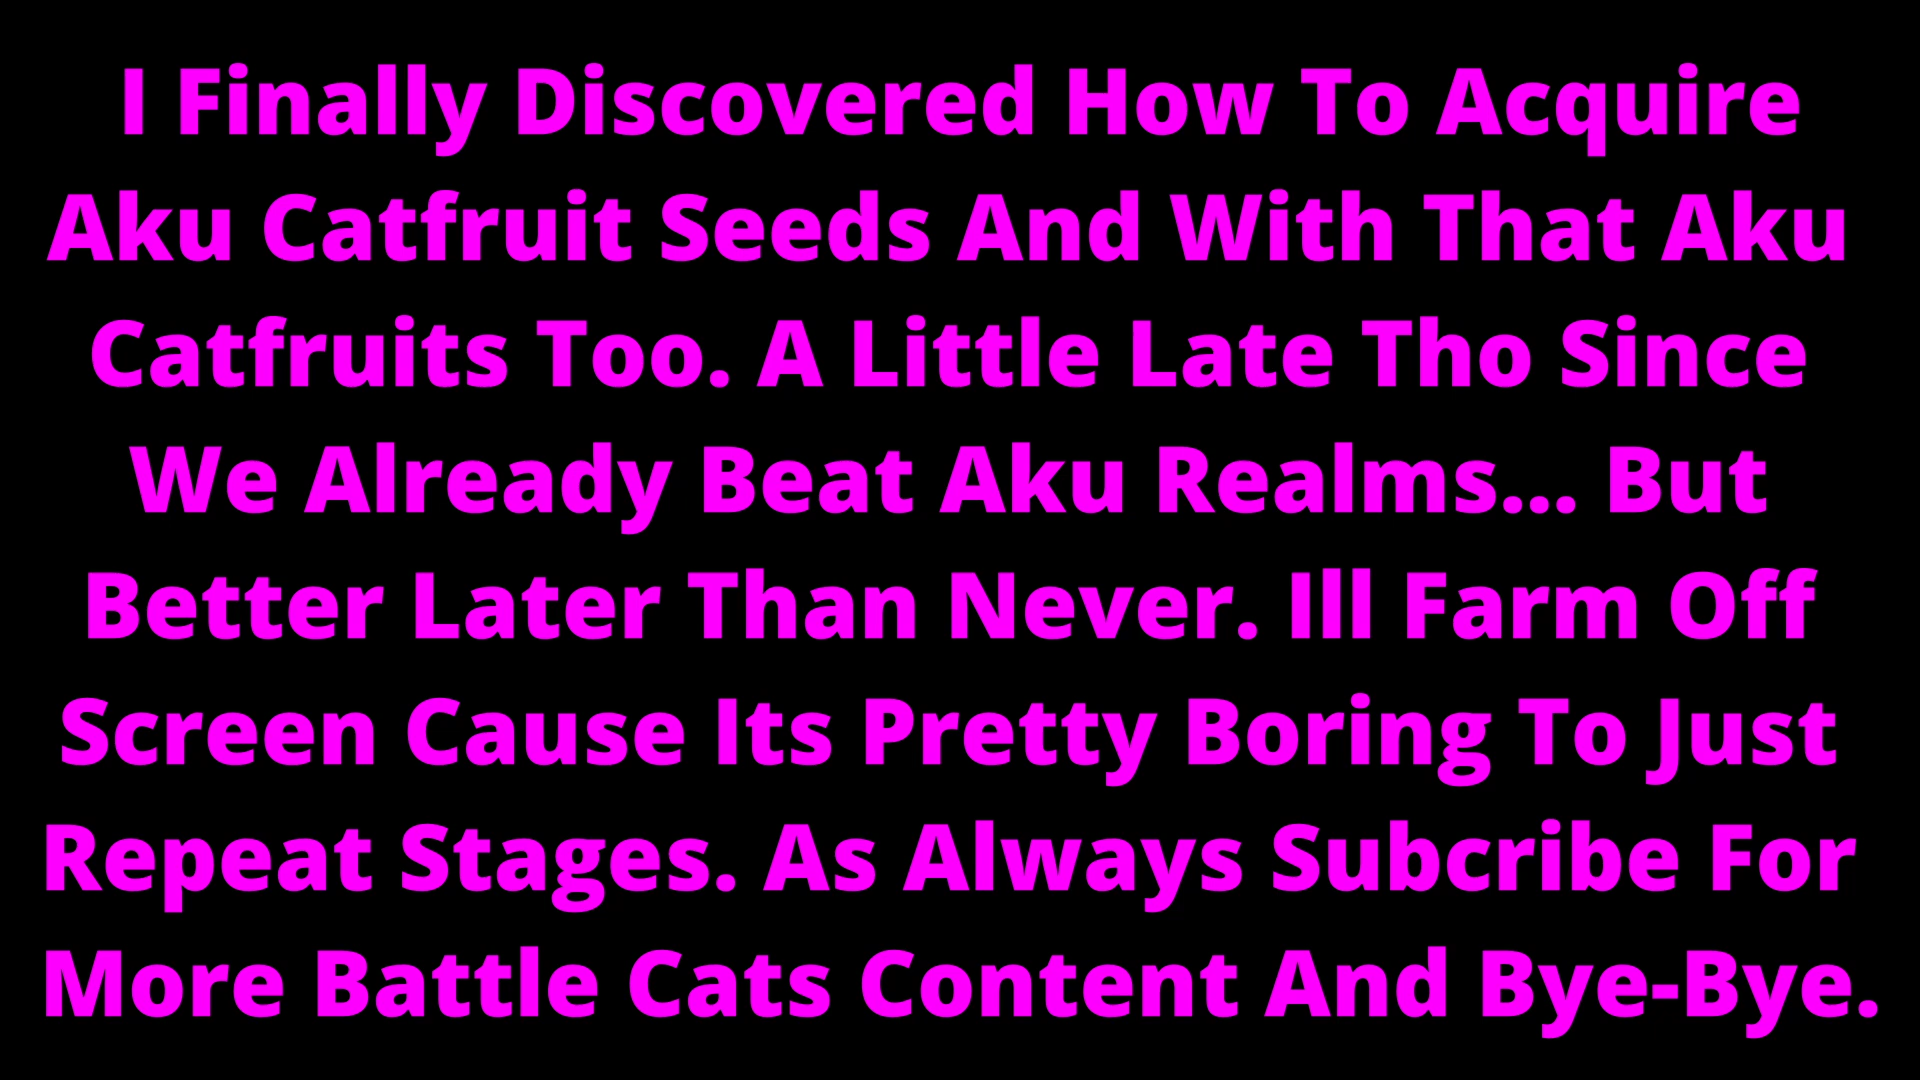 I Finally Discovered How To Acquire
Aku Catfruit Seeds And With That Aku
Catfruits Too. A Little Late Tho Since
We Already Beat Aku Realms... But
Better Later Than Never. Ill Farm Off
Screen Cause Its Pretty Boring To Just
Repeat Stages. As Always Subcribe For
More Battle Cats Content And Bye-Bye.